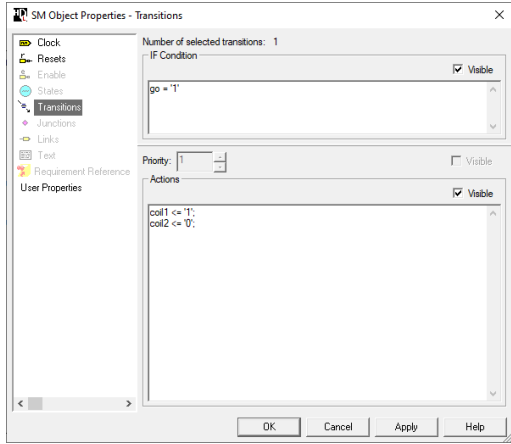 SM Object Properties - Transitions
Clock
Resets
Enable
States
Transitions
Junctions
Links
Text
Requirement Reference
User Properties
Number of selected transitions: 1
IF Condition
Visible
go = '1'
Priority: 1
Visible
Actions
Visible
coil1 <= '1';
coil2 <= '0';
OK Cancel Apply Help